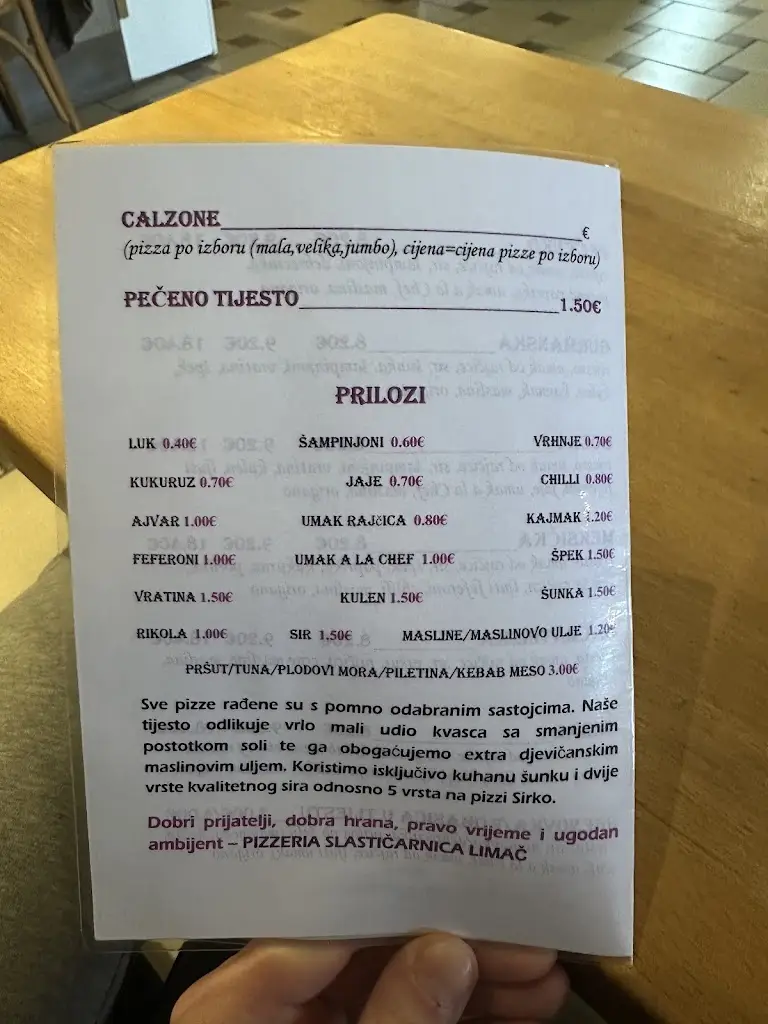 CALZONE____________________€
(pizza po izboru (mala,velika,jumbo), cijena=cijena pizze po izboru)
PEČENO TIJESTO____________________1.50€
PRILOZI
LUK 0.40€ ŠAMPINJONI 0.60€ VRHNJE 0.70€
KUKURUZ 0.70€ JAJE 0.70€ CHILLI 0.80€
AJVAR 1.00€ UMAK RAJčICA 0.80€ KAJMAK 1.20€
FEFERONI 1.00€ UMAK A LA CHEF 1.00€ ŠPEK 1.50€
VRATINA 1.50€ KULEN 1.50€ ŠUNKA 1.50€
RIKOLA 1.00€ SIR 1.50€ MASLINE/MASLINOVO ULJE 1.20€
PRŠUT/TUNA/PLODOVI MORA/PILETINA/KEBAB MESO 3.00€
Sve pizze rađene su s pomno odabranim sastojcima. Naše
tijesto odlikuje vrlo mali udio kvasca sa smanjenim
postotkom soli te ga obogaćujemo extra djevičanskim
maslinovim uljem. Koristimo isključivo kuhanu šunku i dvije
vrste kvalitetnog sira odnosno 5 vrsta na pizzi Sirko.
Dobri prijatelji, dobra hrana, pravo vrijeme i ugodan
ambijent – PIZZERIA SLASTIČARNICA LIMAČ